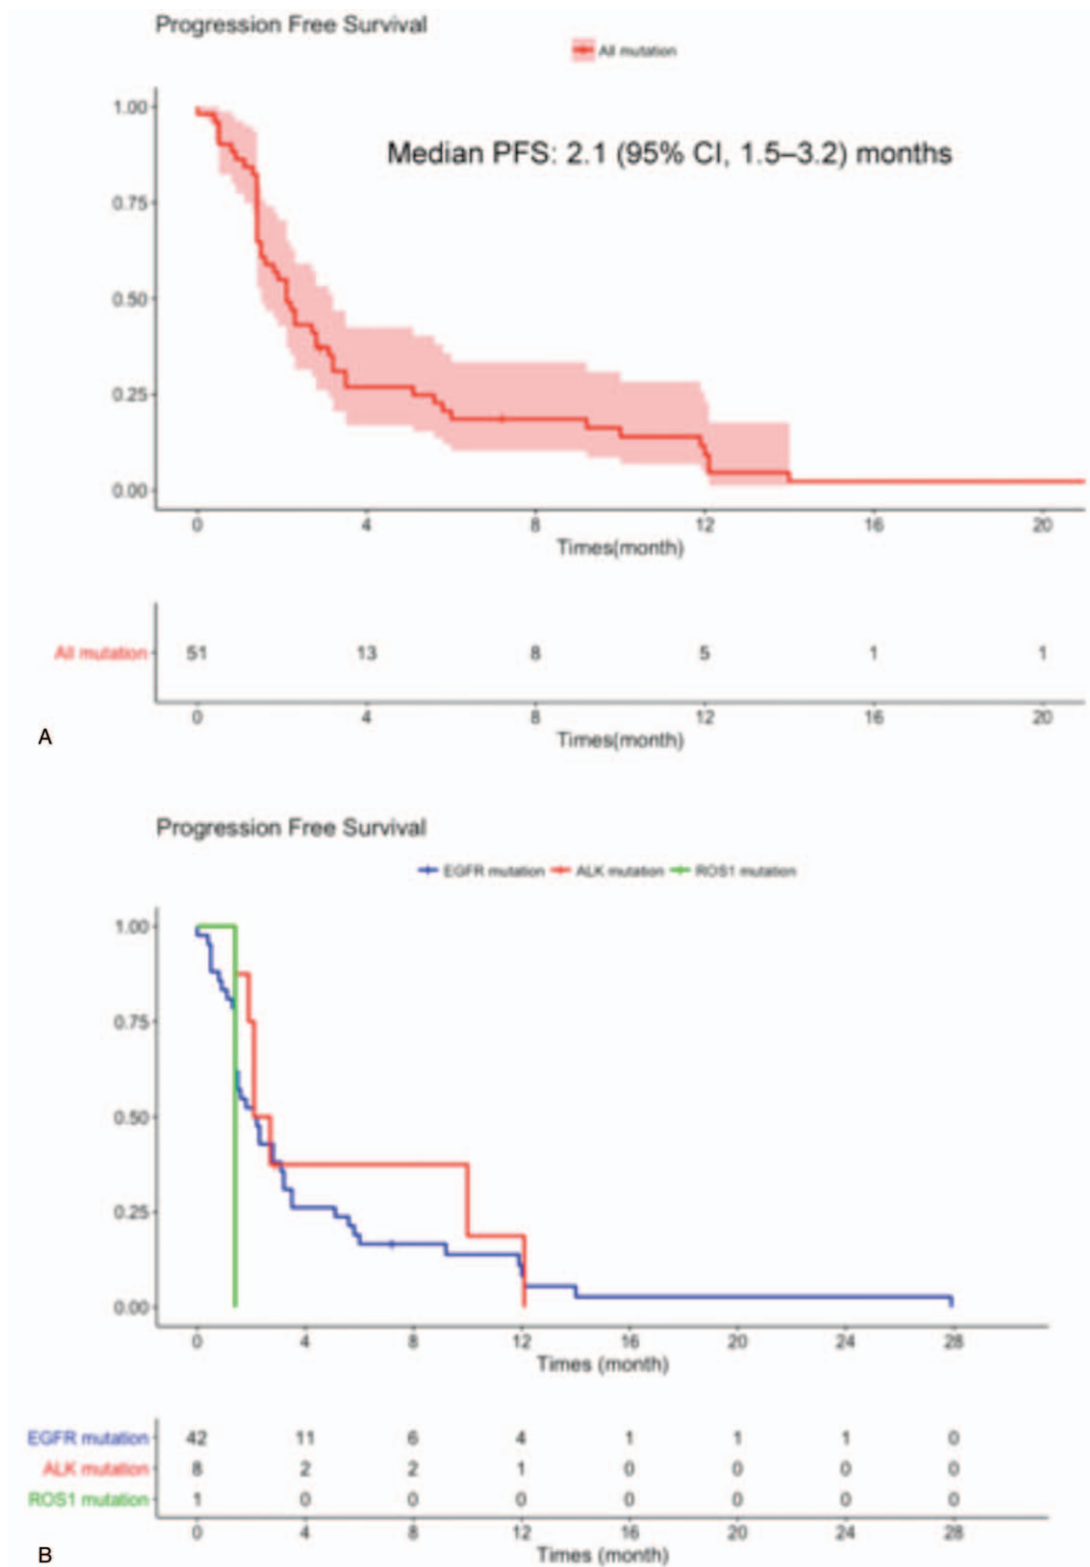 Progression Free Survival
All mutation
1.00
Median PFS: 2.1 (95% CI, 1.5–3.2) months
0.75
0.50
0.25
0.00
0 4 8 12 16 20
Times(month)
All mutation 51 13 8 5 1 1
0 4 8 12 16 20
Times(month)
A
Progression Free Survival
EGFR mutation ALK mutation ROS1 mutation
1.00
0.75
0.50
0.25
0.00
0 4 8 12 16 20 24 28
Times (month)
EGFR mutation 42 11 6 4 1 1 1 0
ALK mutation 8 2 2 1 0 0 0 0
ROS1 mutation 1 0 0 0 0 0 0 0
0 4 8 12 16 20 24 28
Times (month)
B